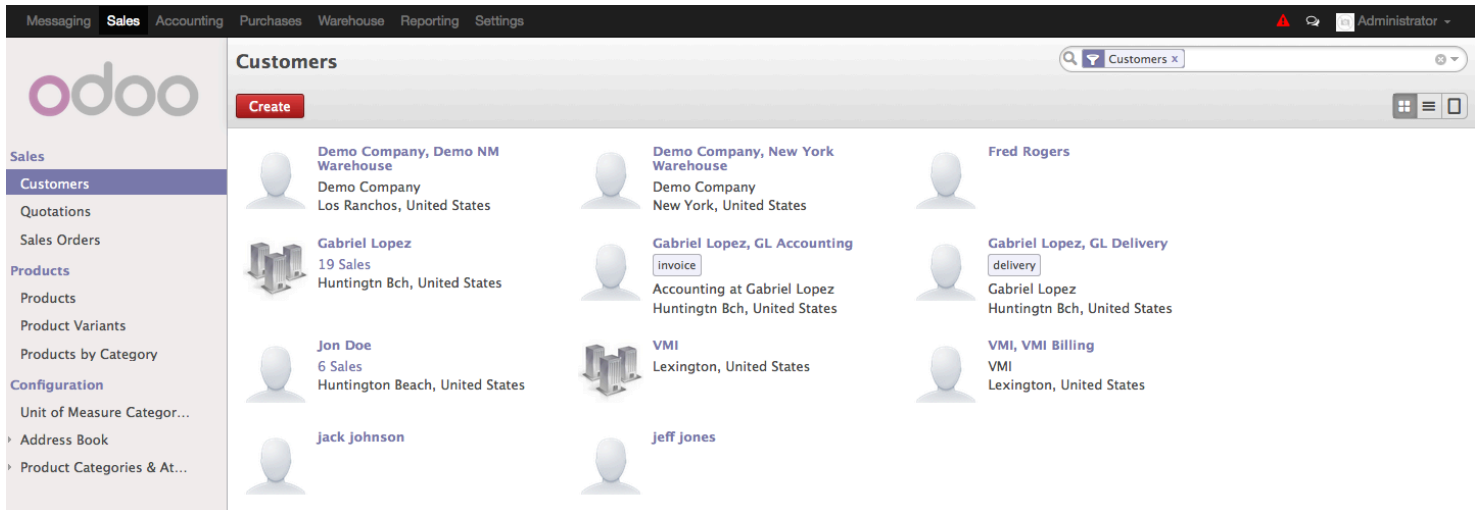 Messaging Sales Accounting Purchases Warehouse Reporting Settings Administrator
odoo
Sales
Customers
Quotations
Sales Orders
Products
Products
Product Variants
Products by Category
Configuration
Unit of Measure Categor...
Address Book
Product Categories & At...
Customers
Customers x
Create
Demo Company, Demo NM
Warehouse
Demo Company
Los Ranchos, United States
Demo Company, New York
Warehouse
Demo Company
New York, United States
Fred Rogers
Gabriel Lopez
19 Sales
Huntingtn Bch, United States
Gabriel Lopez, GL Accounting
invoice
Accounting at Gabriel Lopez
Huntingtn Bch, United States
Gabriel Lopez, GL Delivery
delivery
Gabriel Lopez
Huntingtn Bch, United States
Jon Doe
6 Sales
Huntington Beach, United States
VMI
Lexington, United States
VMI, VMI Billing
VMI
Lexington, United States
jack johnson
jeff jones